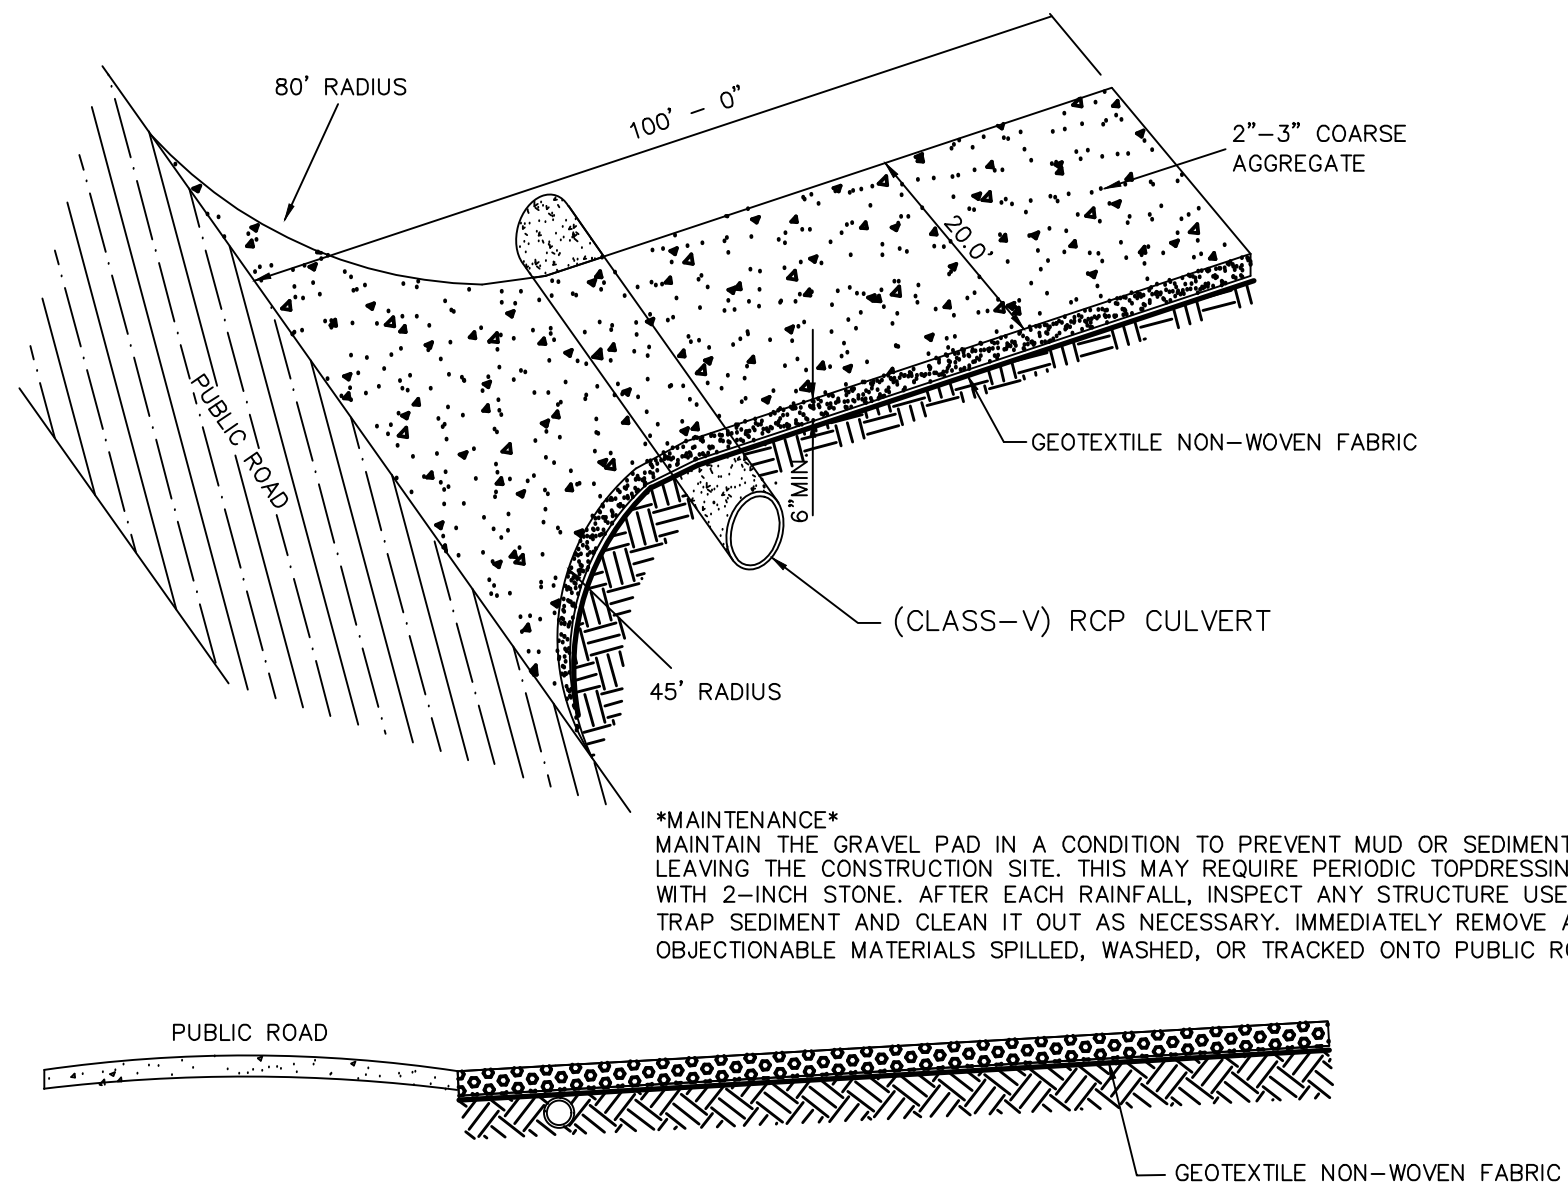 80' RADIUS
100' - 0"
2"-3" COARSE
AGGREGATE
20.0'
PUBLIC ROAD
GEOTEXTILE NON-WOVEN FABRIC
6"MIN
(CLASS-V) RCP CULVERT
45' RADIUS
*MAINTENANCE*
MAINTAIN THE GRAVEL PAD IN A CONDITION TO PREVENT MUD OR SEDIMENT
LEAVING THE CONSTRUCTION SITE. THIS MAY REQUIRE PERIODIC TOPDRESSIN
WITH 2-INCH STONE. AFTER EACH RAINFALL, INSPECT ANY STRUCTURE USE
TRAP SEDIMENT AND CLEAN IT OUT AS NECESSARY. IMMEDIATELY REMOVE A
OBJECTIONABLE MATERIALS SPILLED, WASHED, OR TRACKED ONTO PUBLIC R
PUBLIC ROAD
GEOTEXTILE NON-WOVEN FABRIC